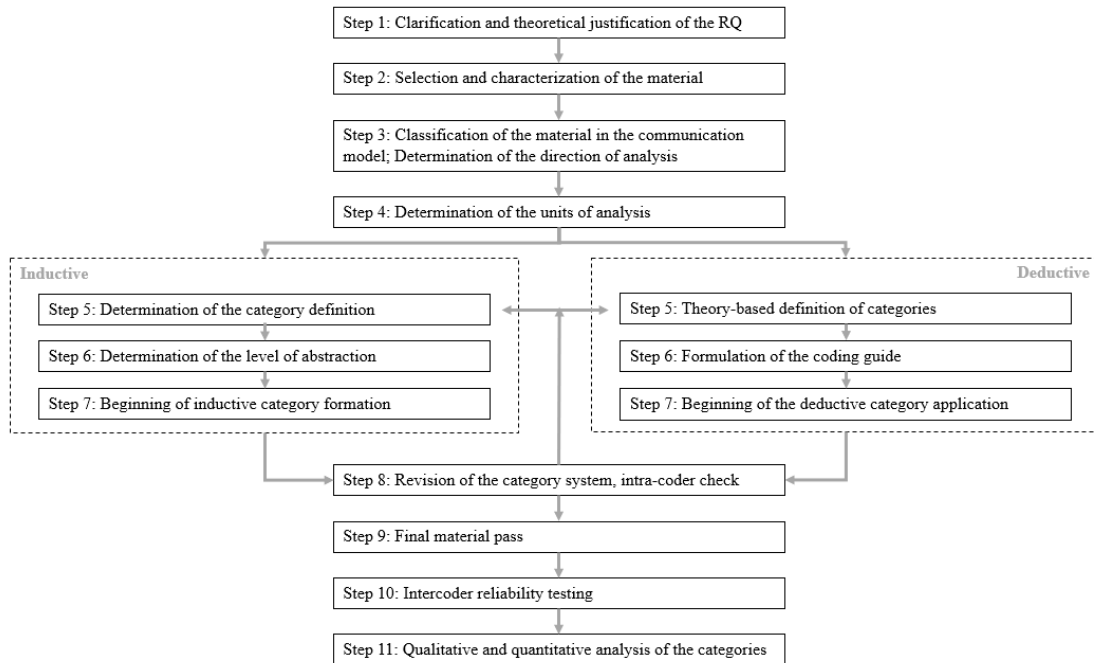 Step 1: Clarification and theoretical justification of the RQ
Step 2: Selection and characterization of the material
Step 3: Classification of the material in the communication
model; Determination of the direction of analysis
Step 4: Determination of the units of analysis
Inductive
Step 5: Determination of the category definition
Step 6: Determination of the level of abstraction
Step 7: Beginning of inductive category formation
Deductive
Step 5: Theory-based definition of categories
Step 6: Formulation of the coding guide
Step 7: Beginning of the deductive category application
Step 8: Revision of the category system, intra-coder check
Step 9: Final material pass
Step 10: Intercoder reliability testing
Step 11: Qualitative and quantitative analysis of the categories